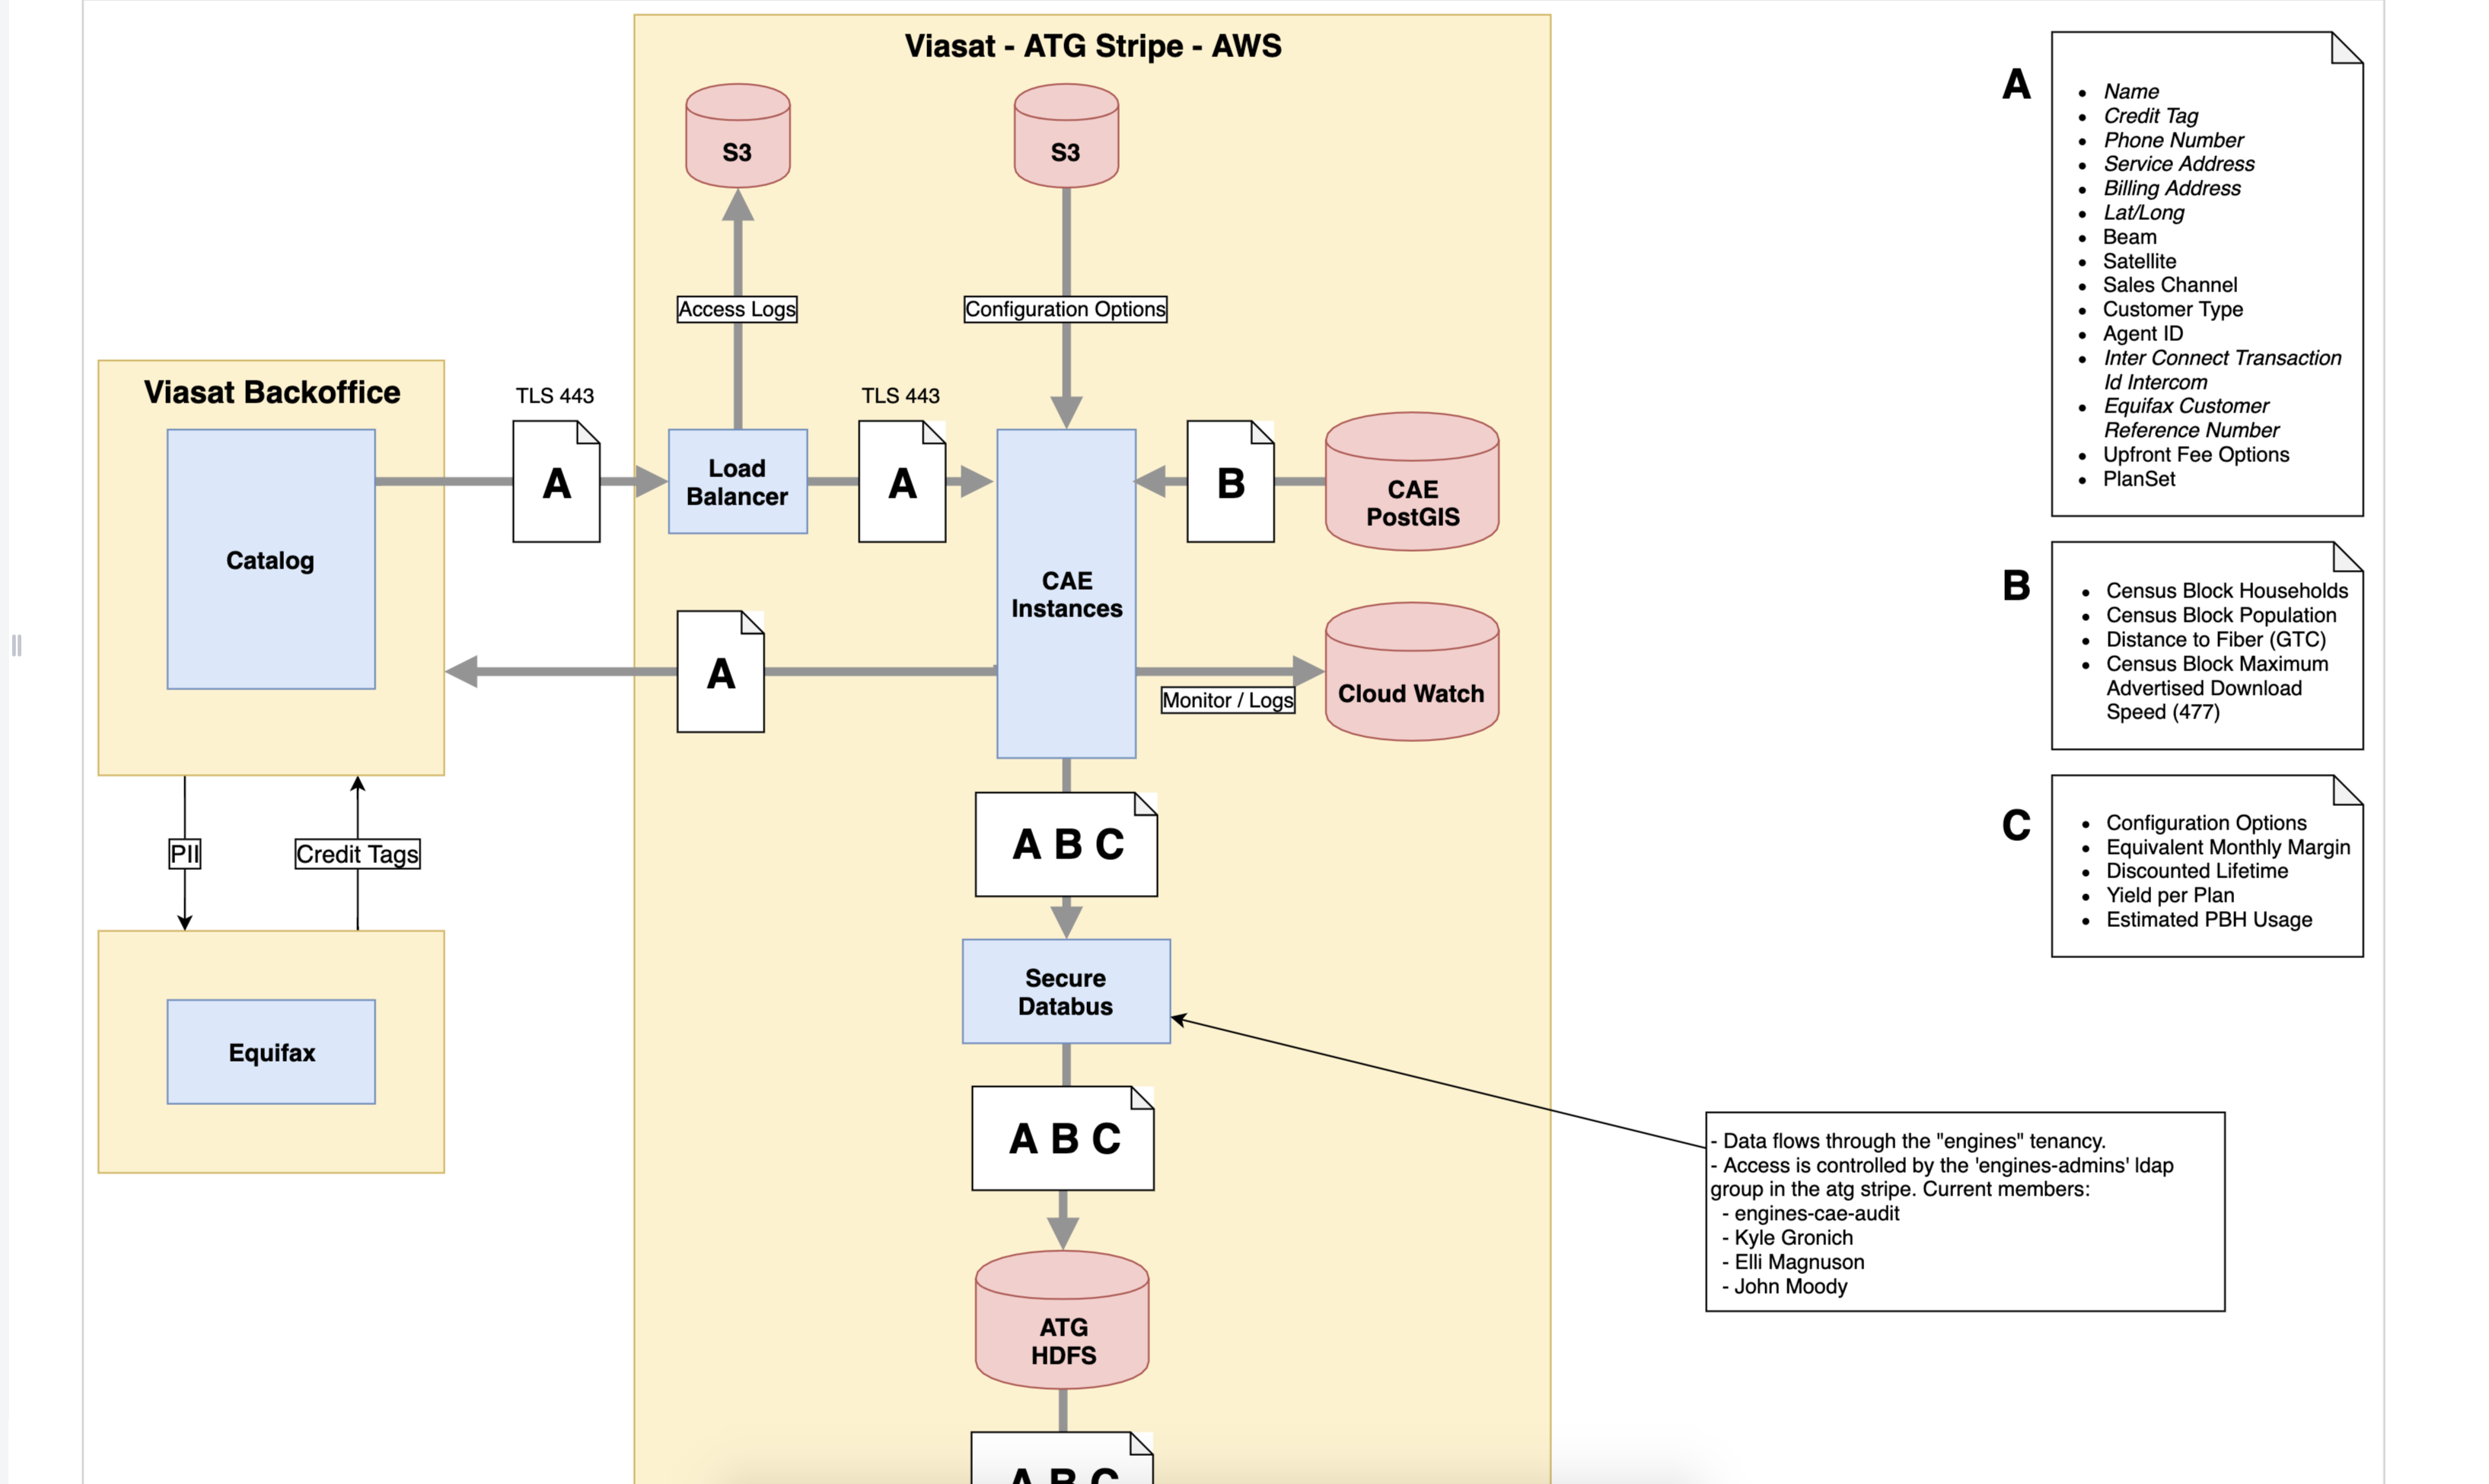 Viasat - ATG Stripe - AWS
S3
S3
Access Logs
Configuration Options
Viasat Backoffice
Catalog
TLS 443
A
Load
Balancer
TLS 443
A
CAE
Instances
B
CAE
PostGIS
A
Monitor / Logs
Cloud Watch
PII
Credit Tags
Equifax
A B C
Secure
Databus
A B C
ATG
HDFS
A B C
A
• Name
• Credit Tag
• Phone Number
• Service Address
• Billing Address
• Lat/Long
• Beam
• Satellite
• Sales Channel
• Customer Type
• Agent ID
• Inter Connect Transaction
Id Intercom
• Equifax Customer
Reference Number
• Upfront Fee Options
• PlanSet
B
• Census Block Households
• Census Block Population
• Distance to Fiber (GTC)
• Census Block Maximum
Advertised Download
Speed (477)
C
• Configuration Options
• Equivalent Monthly Margin
• Discounted Lifetime
• Yield per Plan
• Estimated PBH Usage
- Data flows through the "engines" tenancy.
- Access is controlled by the 'engines-admins' ldap
group in the atg stripe. Current members:
- engines-cae-audit
- Kyle Gronich
- Elli Magnuson
- John Moody